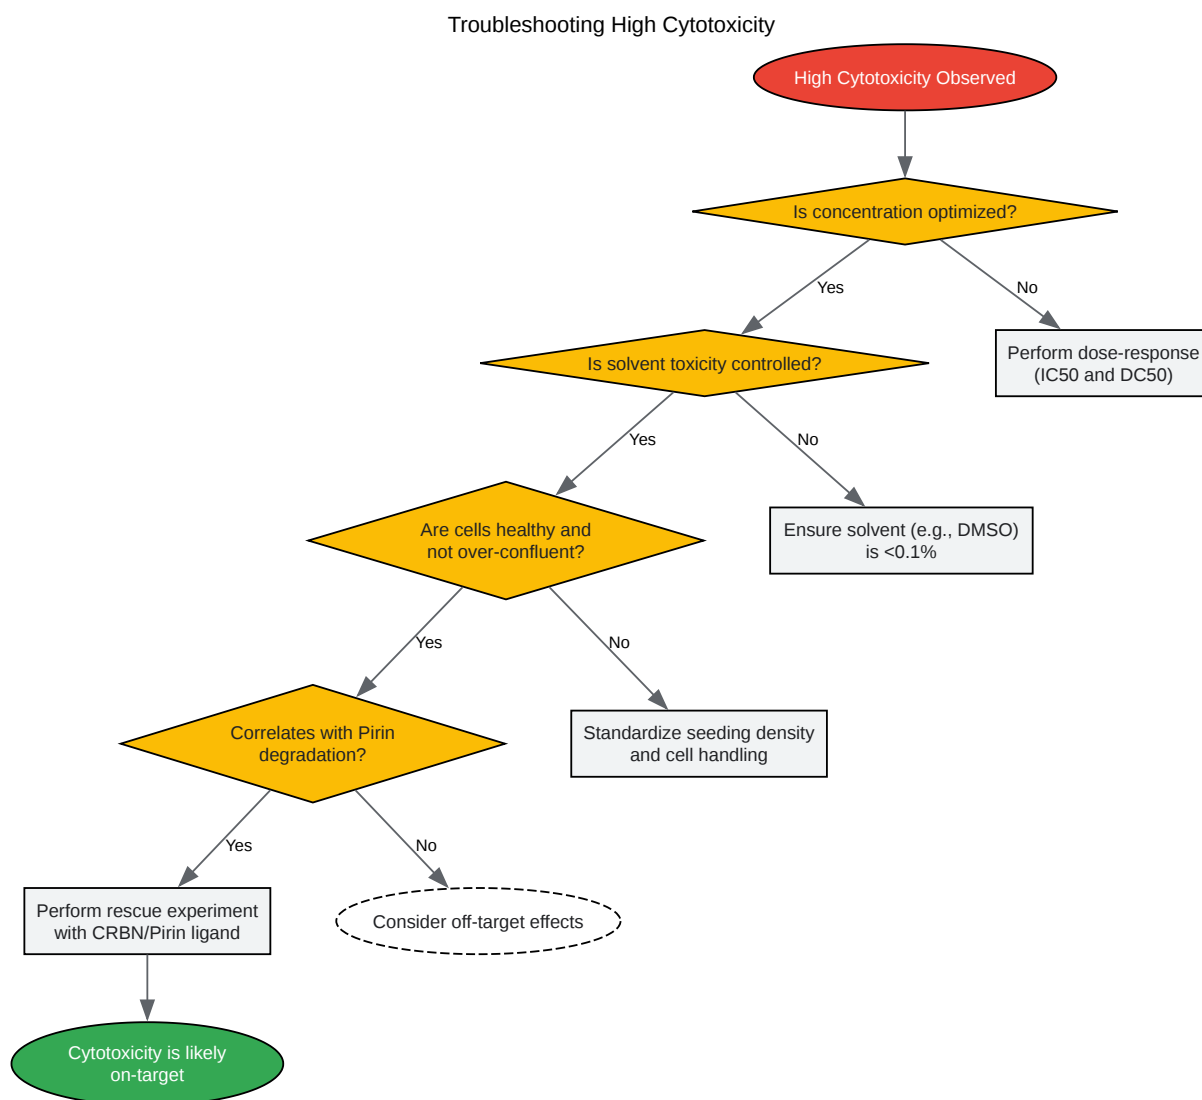 Troubleshooting High Cytotoxicity
High Cytotoxicity Observed
Is concentration optimized?
Yes
No
Is solvent toxicity controlled?
Perform dose-response
(IC50 and DC50)
Yes
No
Are cells healthy and
not over-confluent?
Ensure solvent (e.g., DMSO)
is <0.1%
Yes
No
Correlates with Pirin
degradation?
Standardize seeding density
and cell handling
Yes
No
Perform rescue experiment
with CRBN/Pirin ligand
Consider off-target effects
Cytotoxicity is likely
on-target